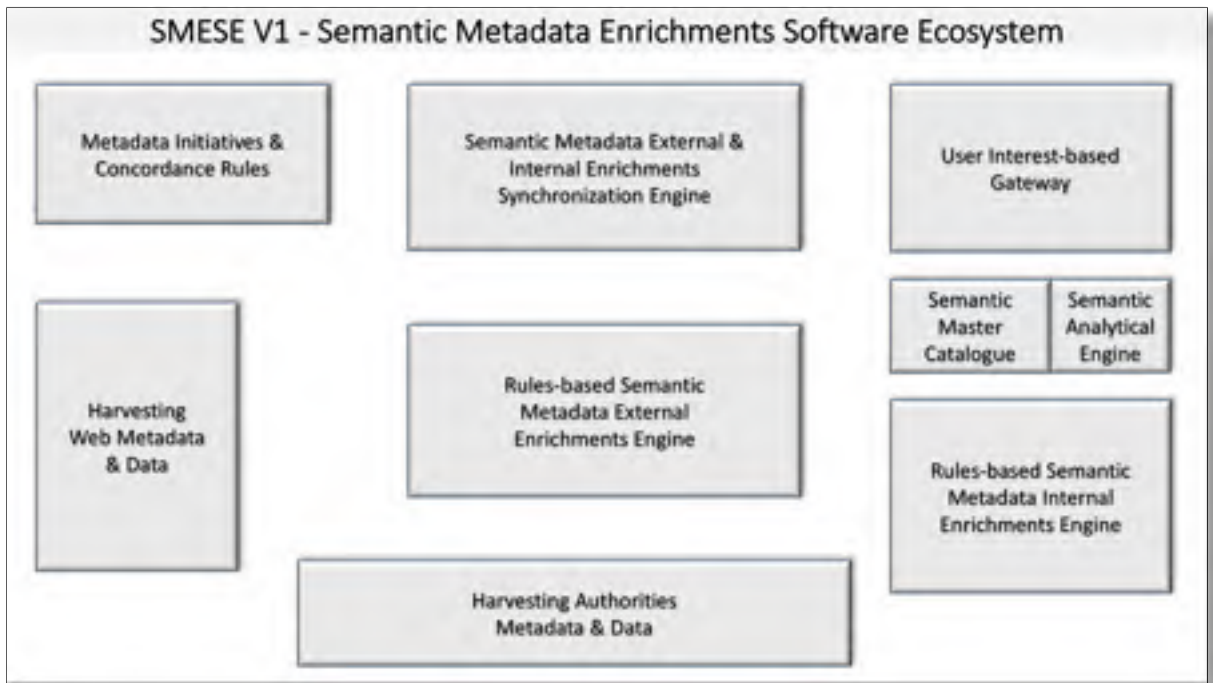 SMESE V1 - Semantic Metadata Enrichments Software Ecosystem
Metadata Initiatives &
Concordance Rules
Semantic Metadata External &
Internal Enrichments
Synchronization Engine
User Interest-based
Gateway
Semantic
Master
Catalogue
Semantic
Analytical
Engine
Harvesting
Web Metadata
& Data
Rules-based Semantic
Metadata External
Enrichments Engine
Rules-based Semantic
Metadata Internal
Enrichments Engine
Harvesting Authorities
Metadata & Data